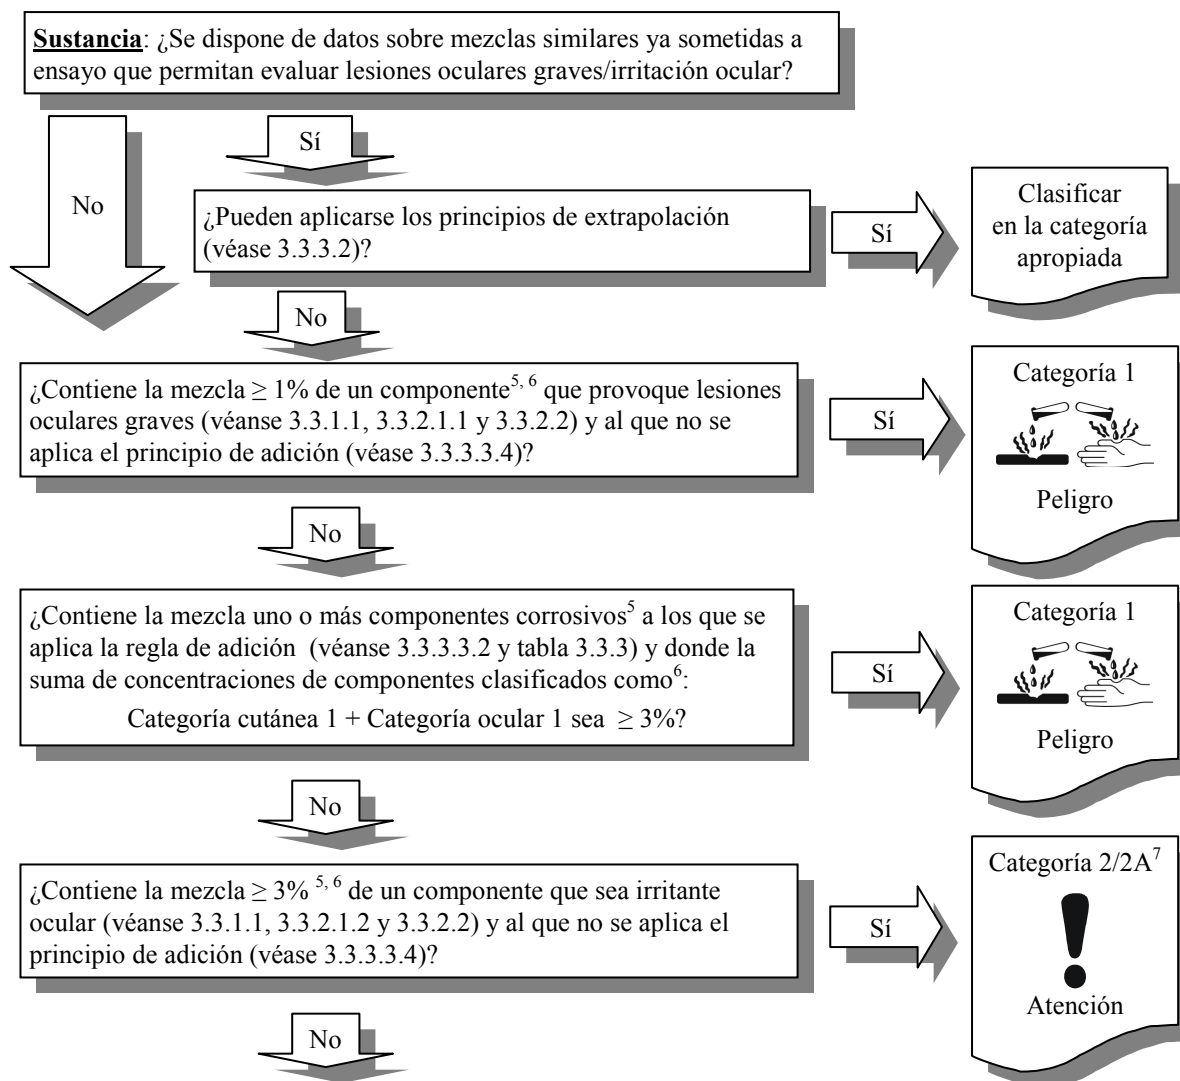 Sustancia: ¿Se dispone de datos sobre mezclas similares ya sometidas a
ensayo que permitan evaluar lesiones oculares graves/irritación ocular?
No
Sí
¿Pueden aplicarse los principios de extrapolación
(véase 3.3.3.2)?
Sí
Clasificar
en la categoría
apropiada
No
¿Contiene la mezcla ≥ 1% de un componente5, 6 que provoque lesiones
oculares graves (véanse 3.3.1.1, 3.3.2.1.1 y 3.3.2.2) y al que no se
aplica el principio de adición (véase 3.3.3.3.4)?
Sí
Categoría 1
Peligro
No
¿Contiene la mezcla uno o más componentes corrosivos5 a los que se
aplica la regla de adición (véanse 3.3.3.3.2 y tabla 3.3.3) y donde la
suma de concentraciones de componentes clasificados como6:
Categoría cutánea 1 + Categoría ocular 1 sea ≥ 3%?
Sí
Categoría 1
Peligro
No
¿Contiene la mezcla ≥ 3% 5, 6 de un componente que sea irritante
ocular (véanse 3.3.1.1, 3.3.2.1.2 y 3.3.2.2) y al que no se aplica el
principio de adición (véase 3.3.3.3.4)?
Sí
Categoría 2/2A7
Atención
No